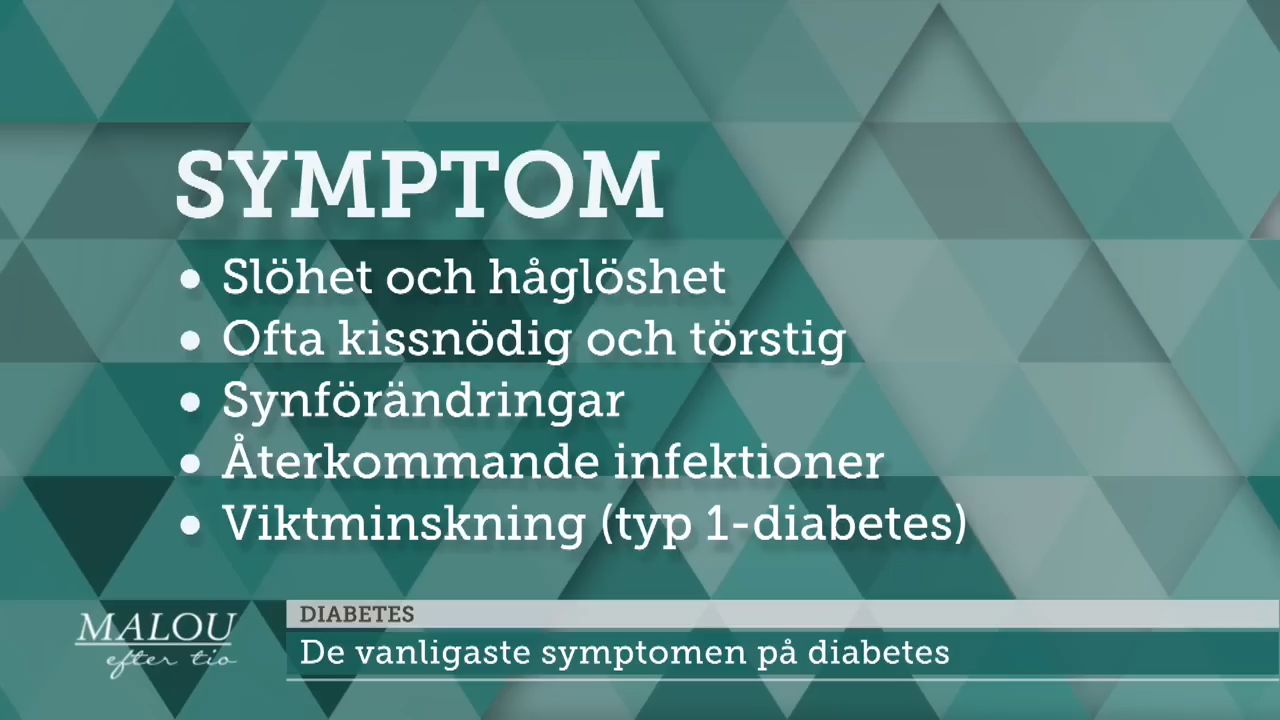 SYMPTOM
• Slöhet och håglöshet
• Ofta kissnödig och törstig
• Synförändringar
• Återkommande infektioner
• Viktminskning (typ 1-diabetes)
MALOU
efter tio
DIABETES
De vanligaste symptomen på diabetes